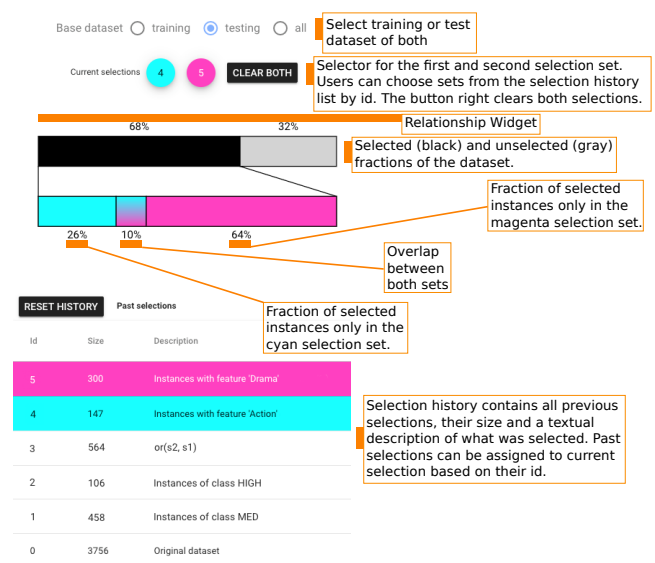 Base dataset training testing all
Select training or test
dataset of both
Current selections 4 5 CLEAR BOTH
Selector for the first and second selection set.
Users can choose sets from the selection history
list by id. The button right clears both selections.
Relationship Widget
68% 32%
Selected (black) and unselected (gray)
fractions of the dataset.
Fraction of selected
instances only in the
magenta selection set.
26% 10% 64%
Overlap
between
both sets
RESET HISTORY Past selections
Fraction of selected
instances only in the
cyan selection set.
Id Size Description
5 300 Instances with feature 'Drama'
4 147 Instances with feature 'Action'
3 564 or(s2, s1)
2 106 Instances of class HIGH
1 458 Instances of class MED
0 3756 Original dataset
Selection history contains all previous
selections, their size and a textual
description of what was selected. Past
selections can be assigned to current
selection based on their id.